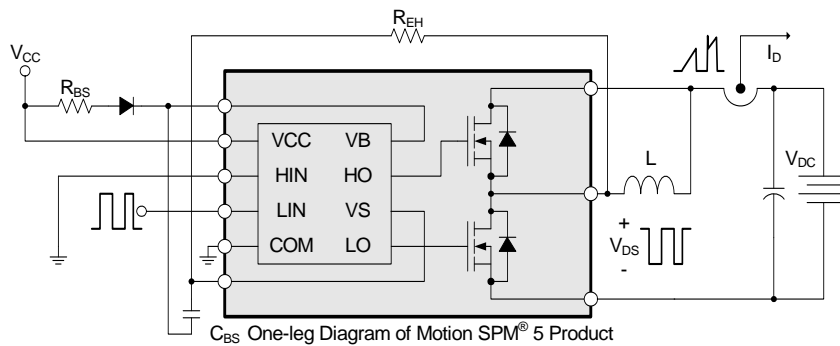 R_EH
V_CC
R_BS
I_D
VCC VB
HIN HO
LIN VS
COM LO
L
V_DC
+
V_DS
-
C_BS One-leg Diagram of Motion SPM® 5 Product